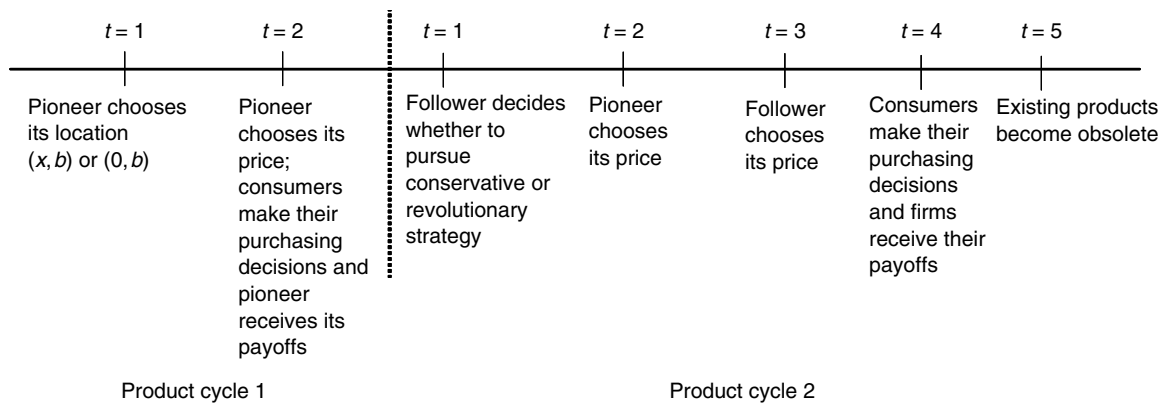 t = 1
t = 2
t = 1
t = 2
t = 3
t = 4
t = 5
Pioneer chooses
its location
(x, b) or (0, b)
Pioneer
chooses its
price;
consumers
make their
purchasing
decisions and
pioneer
receives its
payoffs
Follower decides
whether to
pursue
conservative or
revolutionary
strategy
Pioneer
chooses
its price
Follower
chooses
its price
Consumers
make their
purchasing
decisions
and firms
receive their
payoffs
Existing products
become obsolete
Product cycle 1
Product cycle 2